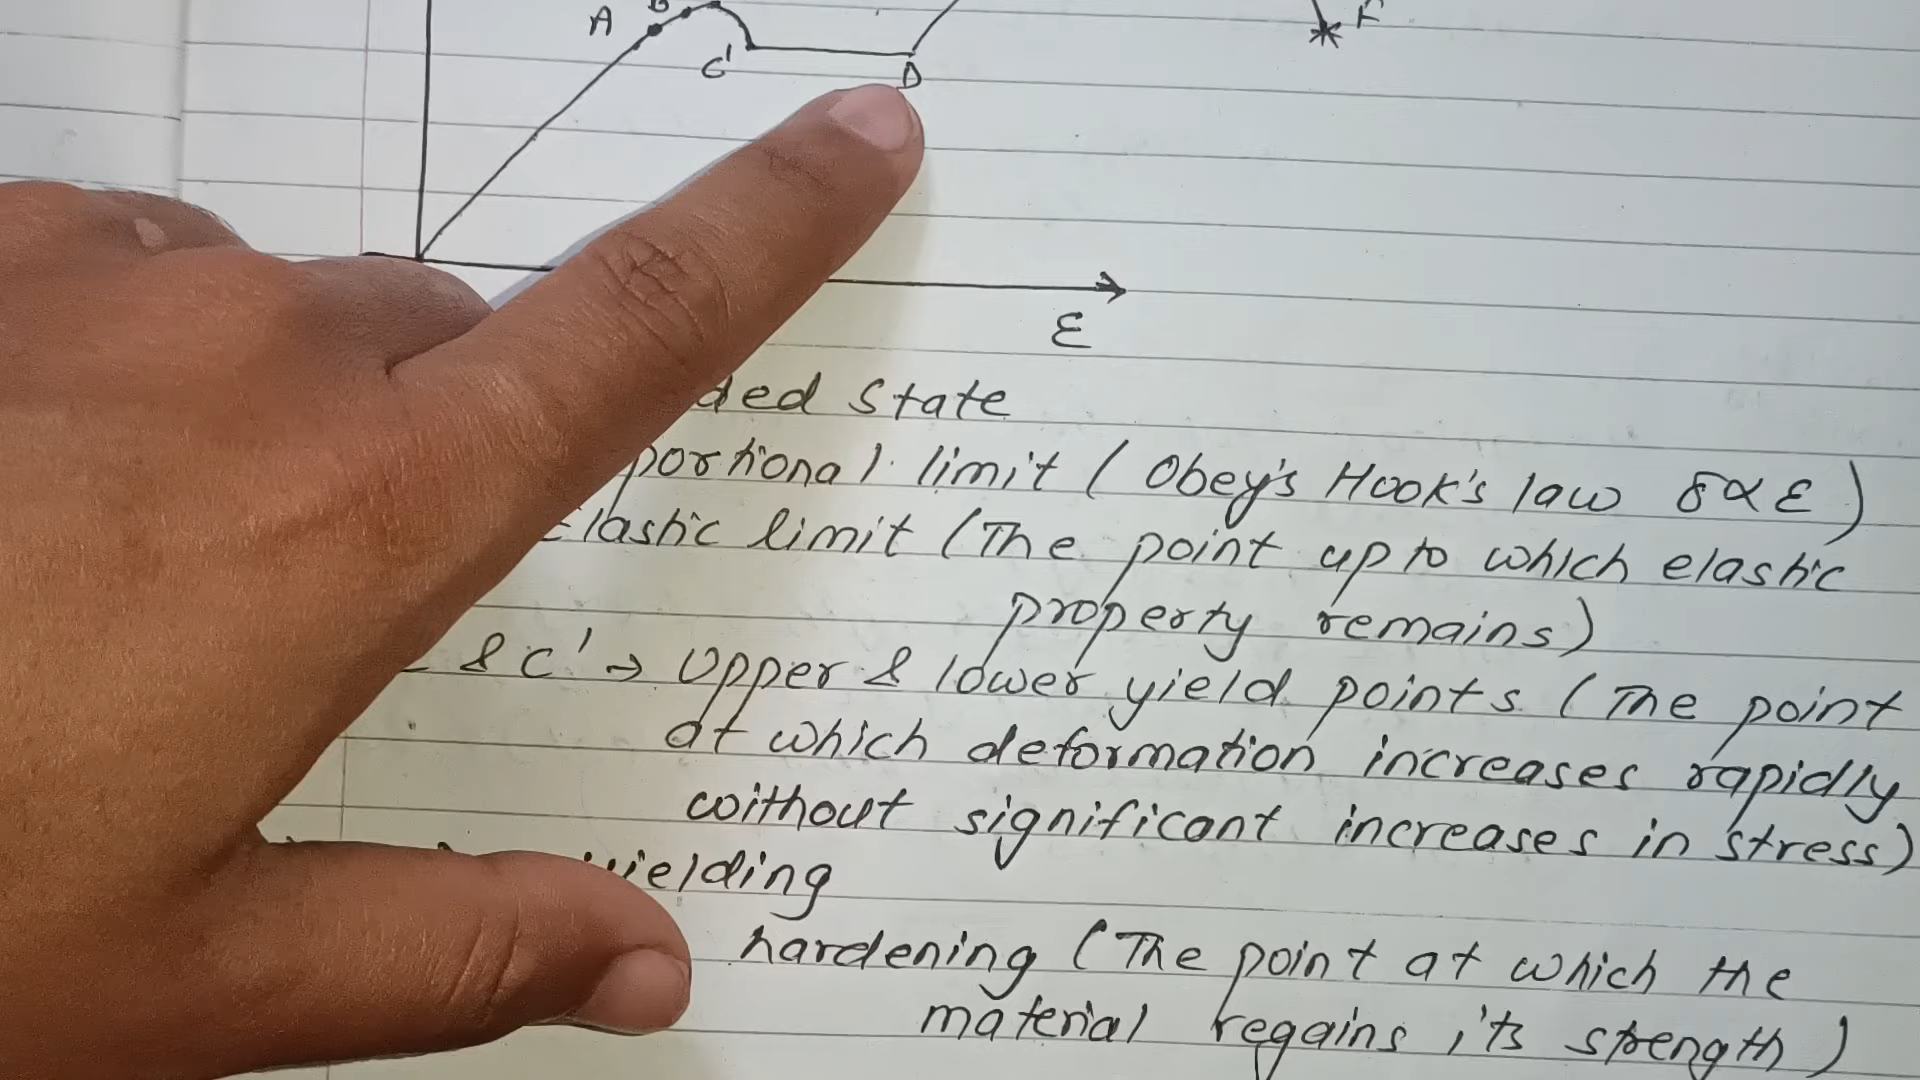 A
C'
D
F
ε
ded State
portional limit ( Obey's Hook's law δ∝ε )
Elastic limit (The point up to which elastic
property remains)
& C' → Upper & lower yield points (The point
at which deformation increases rapidly
without significant increases in stress)
yielding
hardening (The point at which the
material regains it's strength)